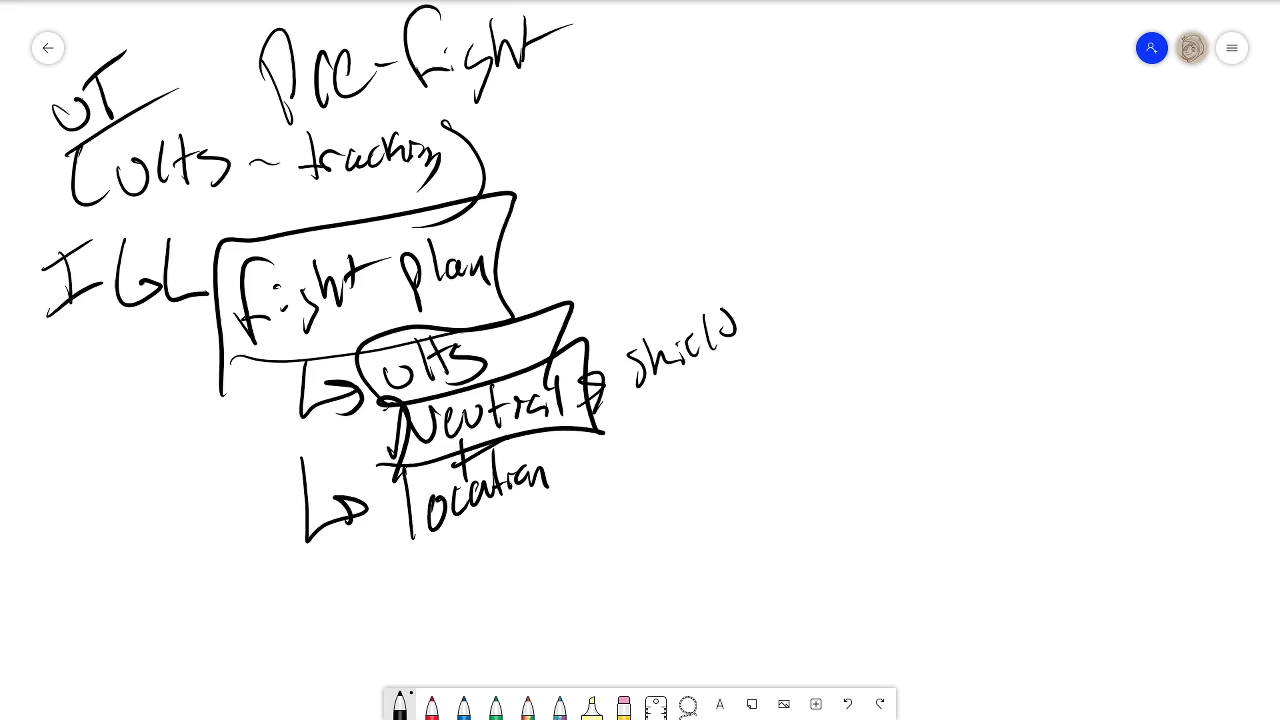 Pre-fight
UT
(ults ~ tracking)
IGL fight plan
ults
Neutral shield
location
A